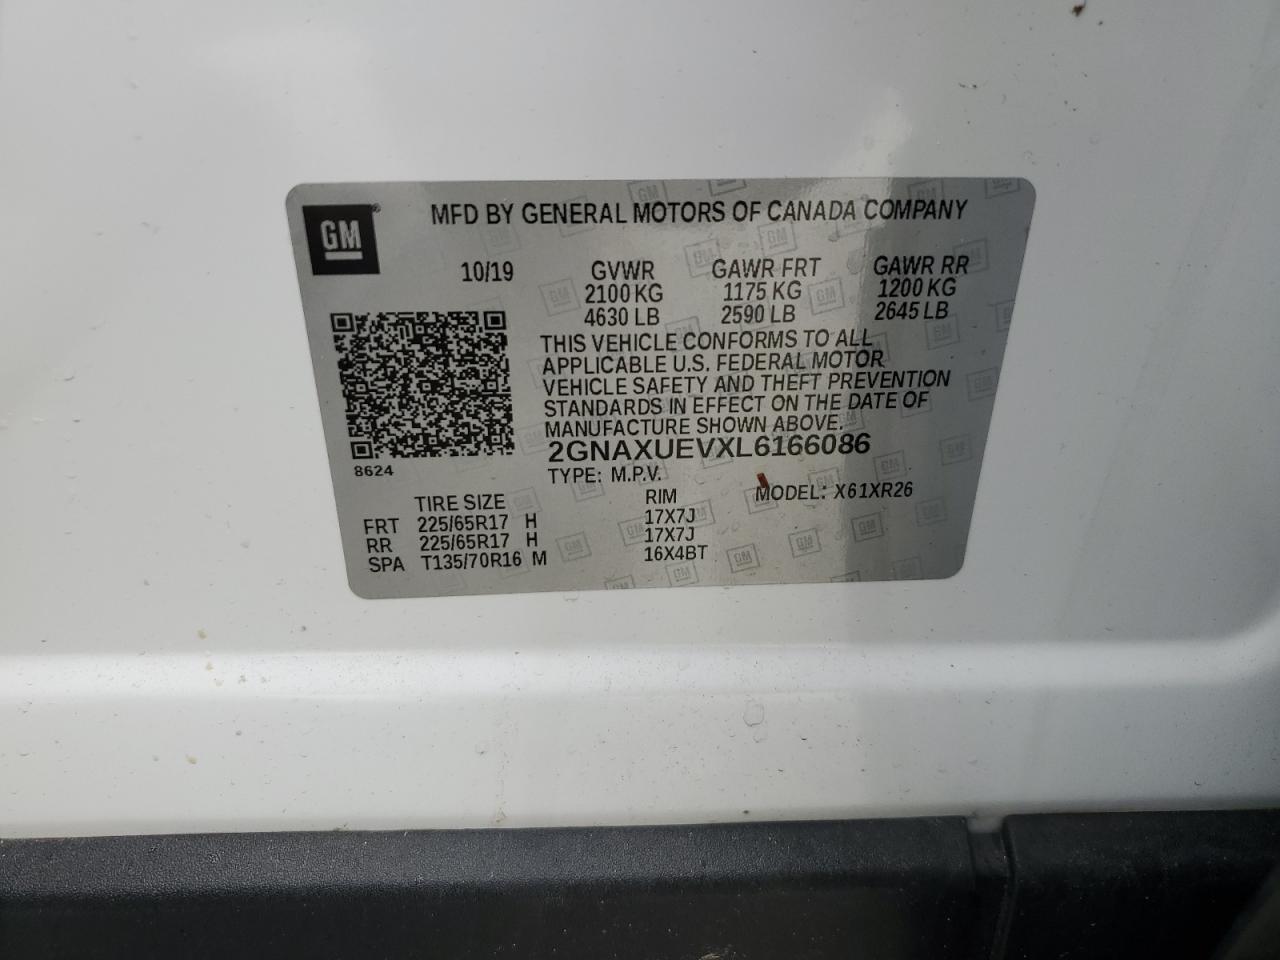 GM
MFD BY GENERAL MOTORS OF CANADA COMPANY
10/19 GVWR GAWR FRT GAWR RR
2100 KG 1175 KG 1200 KG
4630 LB 2590 LB 2645 LB
THIS VEHICLE CONFORMS TO ALL
APPLICABLE U.S. FEDERAL MOTOR
VEHICLE SAFETY AND THEFT PREVENTION
STANDARDS IN EFFECT ON THE DATE OF
MANUFACTURE SHOWN ABOVE.
2GNAXUEVXL6166086
8624
TYPE: M.P.V. MODEL: X61XR26
TIRE SIZE RIM
FRT 225/65R17 H 17X7J
RR 225/65R17 H 17X7J
SPA T135/70R16 M 16X4BT